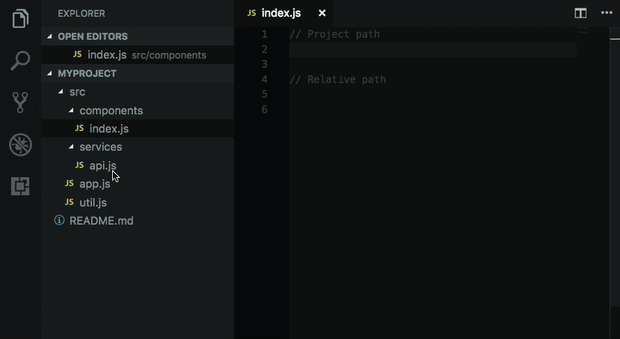 EXPLORER
OPEN EDITORS
JS index.js src/components
MYPROJECT
src
components
JS index.js
services
JS api.js
JS app.js
JS util.js
README.md
JS index.js
1 // Project path
2
3
4 // Relative path
5
6